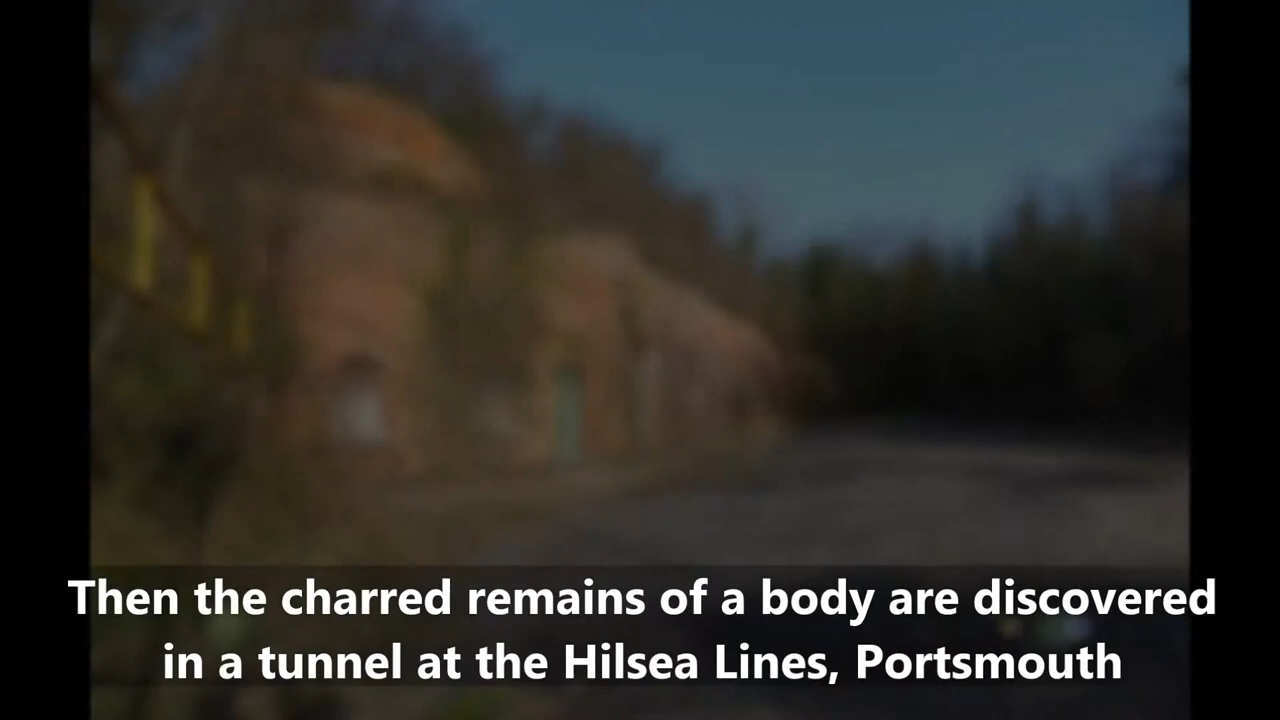 Then the charred remains of a body are discovered
in a tunnel at the Hilsea Lines, Portsmouth